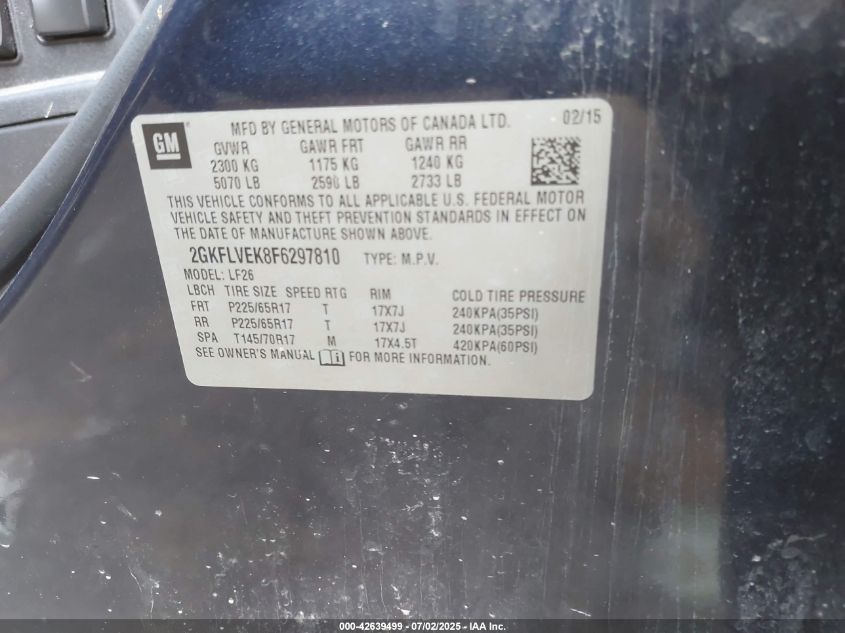 GM
MFD BY GENERAL MOTORS OF CANADA LTD. 02/15
GVWR GAWR FRT GAWR RR
2300 KG 1175 KG 1240 KG
5070 LB 2590 LB 2733 LB
THIS VEHICLE CONFORMS TO ALL APPLICABLE U.S. FEDERAL MOTOR
VEHICLE SAFETY AND THEFT PREVENTION STANDARDS IN EFFECT ON
THE DATE OF MANUFACTURE SHOWN ABOVE.
2GKFLVEK8F6297810 TYPE: M.P.V.
MODEL: LF26
LBCH TIRE SIZE SPEED RTG RIM COLD TIRE PRESSURE
FRT P225/65R17 T 17X7J 240KPA(35PSI)
RR P225/65R17 T 17X7J 240KPA(35PSI)
SPA T145/70R17 M 17X4.5T 420KPA(60PSI)
SEE OWNER'S MANUAL FOR MORE INFORMATION.
000-42639499 - 07/02/2025 - IAA Inc.